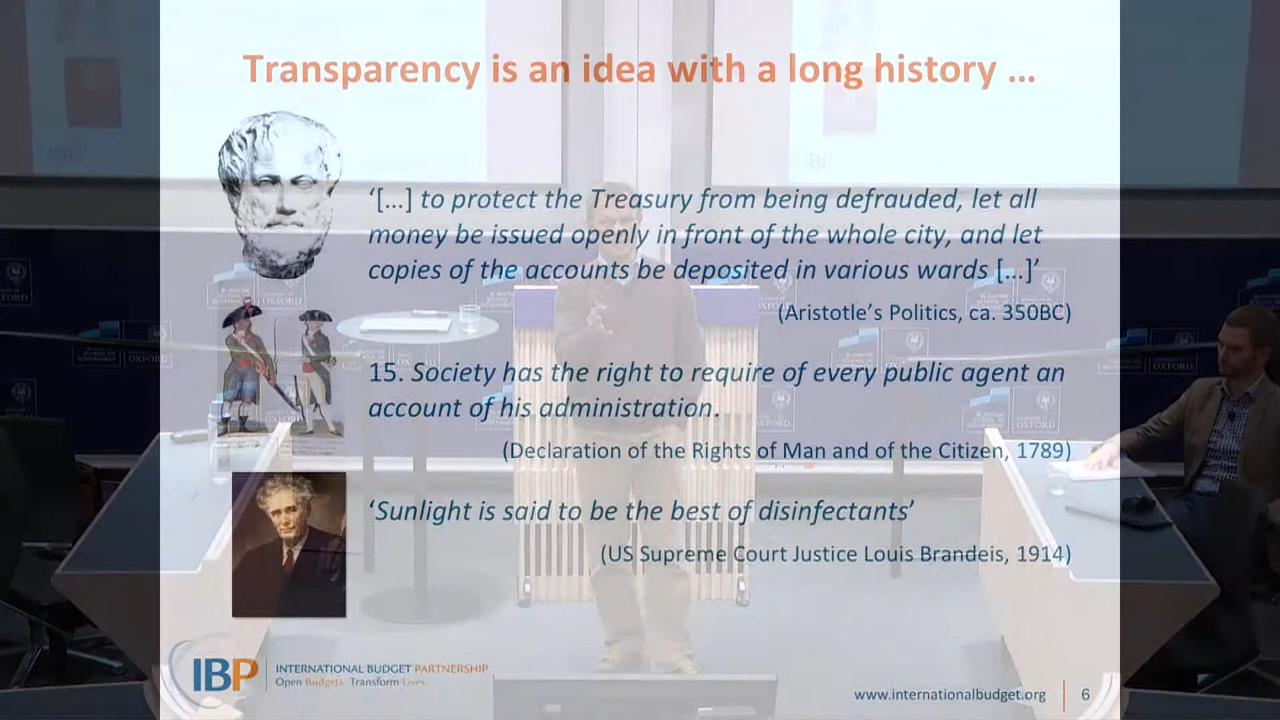 Transparency is an idea with a long history ...
‘[...] to protect the Treasury from being defrauded, let all
money be issued openly in front of the whole city, and let
copies of the accounts be deposited in various wards [...]’
(Aristotle’s Politics, ca. 350BC)
15. Society has the right to require of every public agent an
account of his administration.
(Declaration of the Rights of Man and of the Citizen, 1789)
‘Sunlight is said to be the best of disinfectants’
(US Supreme Court Justice Louis Brandeis, 1914)
IBP
INTERNATIONAL BUDGET PARTNERSHIP
Open Budgets. Transform Lives.
www.internationalbudget.org
6
OXFORD
OXFORD
OXFORD